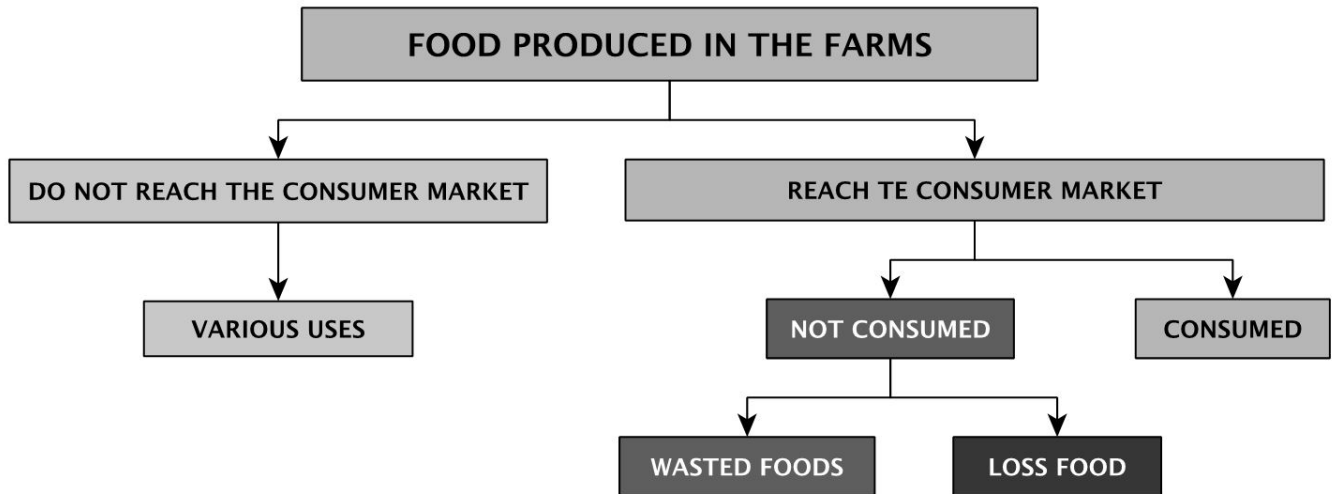 FOOD PRODUCED IN THE FARMS
DO NOT REACH THE CONSUMER MARKET
REACH TE CONSUMER MARKET
VARIOUS USES
NOT CONSUMED
CONSUMED
WASTED FOODS
LOSS FOOD